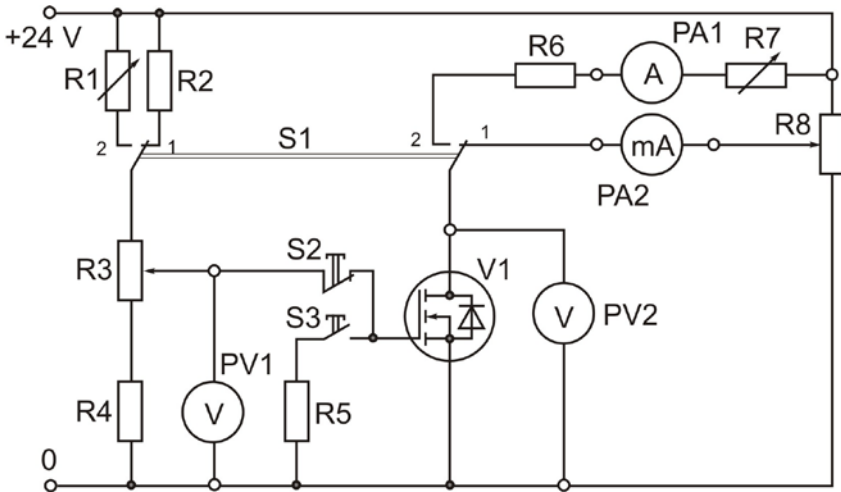 +24 V
R1
R2
2
1
S1
R6
PA1
R7
A
2
1
mA
R8
PA2
R3
S2
V1
S3
V
PV2
PV1
R4
V
R5
0